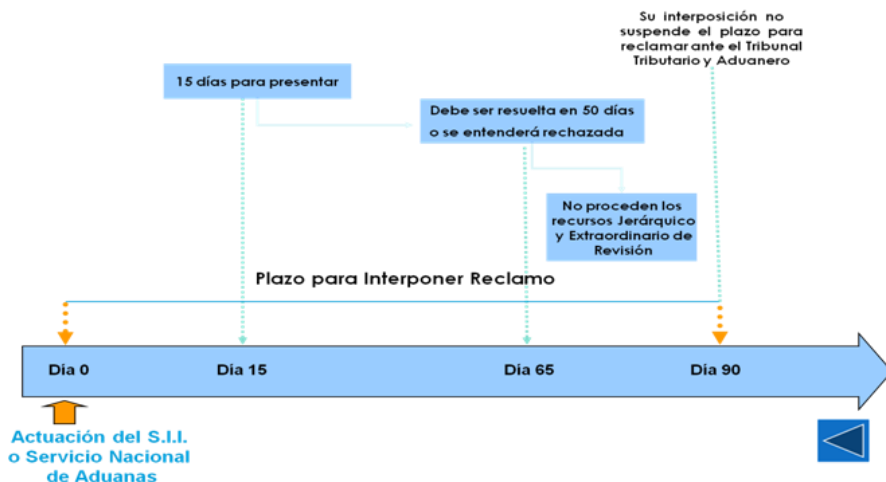 Su interposición no
suspende el plazo para
reclamar ante el Tribunal
Tributario y Aduanero
15 días para presentar
Debe ser resuelta en 50 días
o se entenderá rechazada
No proceden los
recursos Jerárquico
y Extraordinario de
Revisión
Plazo para Interponer Reclamo
Día 0
Día 15
Día 65
Día 90
Actuación del S.I.I.
o Servicio Nacional
de Aduanas